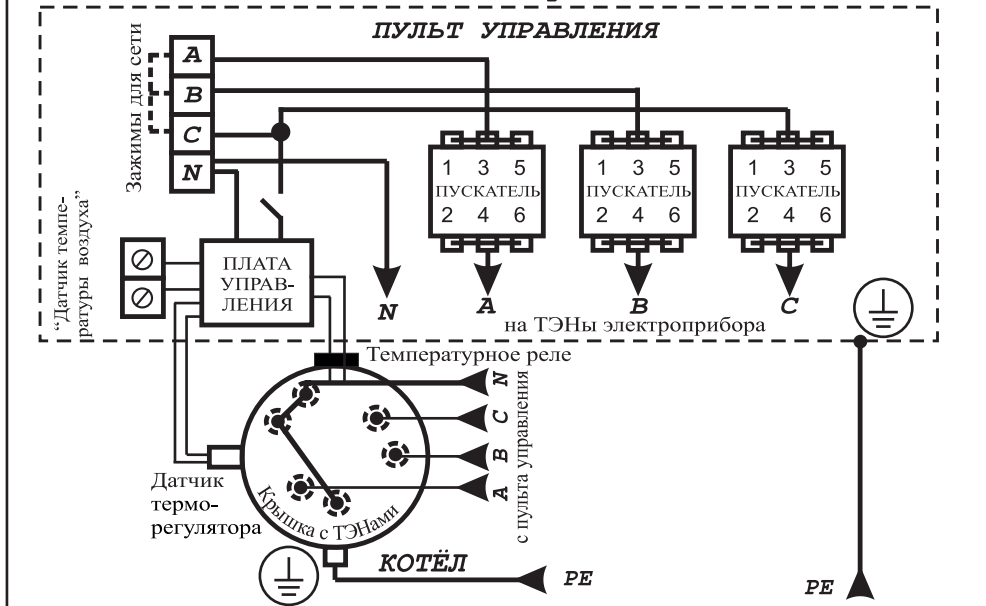 ПУЛЬТ УПРАВЛЕНИЯ
Зажимы для сети
A
B
C
N
1 3 5
ПУСКАТЕЛЬ
2 4 6
1 3 5
ПУСКАТЕЛЬ
2 4 6
1 3 5
ПУСКАТЕЛЬ
2 4 6
“Датчик темпе-
ратуры воздуха”
ПЛАТА
УПРАВ-
ЛЕНИЯ
N
A
B
C
на ТЭНы электроприбора
Температурное реле
N
C
B
A
с пульта управления
Датчик
термо-
регулятора
Крышка с ТЭНами
КОТЁЛ
PE
PE